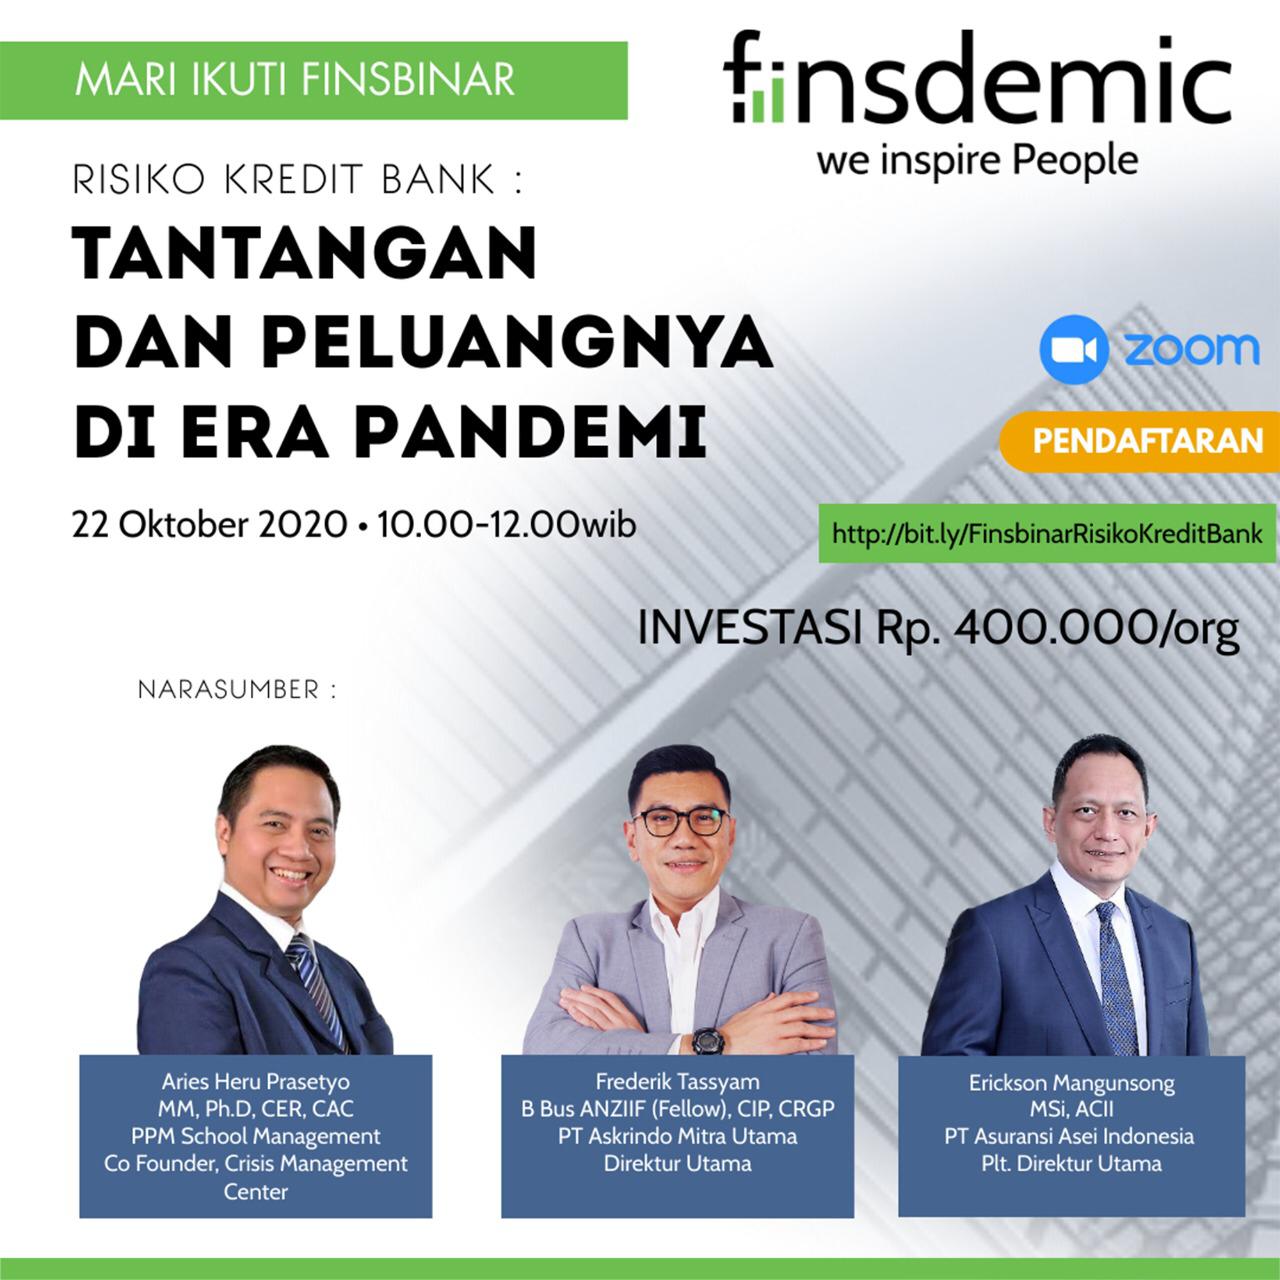 MARI IKUTI FINSBINAR
finsdemic
we inspire People
RISIKO KREDIT BANK :
TANTANGAN
DAN PELUANGNYA
DI ERA PANDEMI
22 Oktober 2020 • 10.00-12.00wib
zoom
PENDAFTARAN
http://bit.ly/FinsbinarRisikoKreditBank
INVESTASI Rp. 400.000/org
NARASUMBER :
Aries Heru Prasetyo
MM, Ph.D, CER, CAC
PPM School Management
Co Founder, Crisis Management
Center
Frederik Tassyam
B Bus ANZIIF (Fellow), CIP, CRGP
PT Askrindo Mitra Utama
Direktur Utama
Erickson Mangunsong
MSi, ACII
PT Asuransi Asei Indonesia
Plt. Direktur Utama